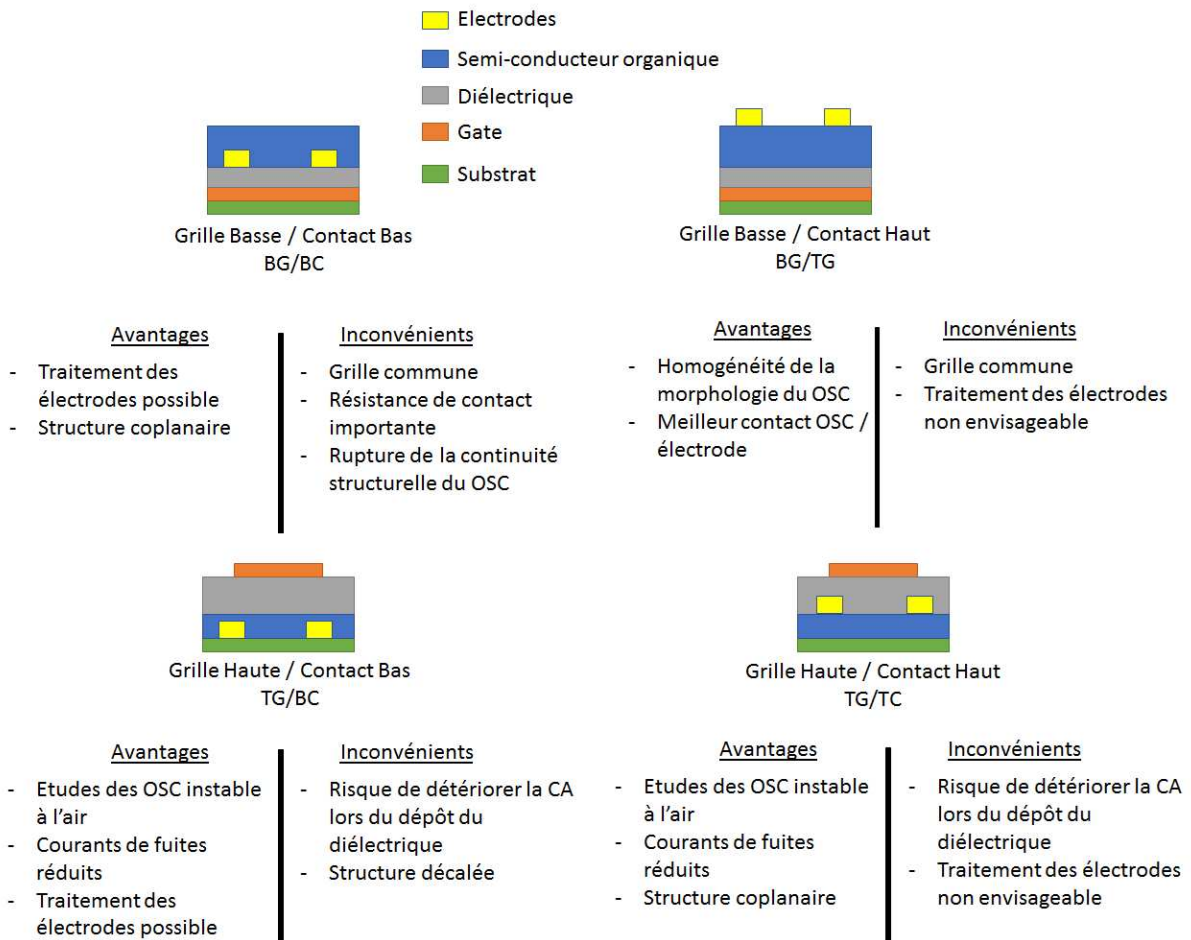 Electrodes
Semi-conducteur organique
Diélectrique
Gate
Substrat
Grille Basse / Contact Bas
BG/BC
Grille Basse / Contact Haut
BG/TG
Avantages
- Traitement des
électrodes possible
- Structure coplanaire
Inconvénients
- Grille commune
- Résistance de contact
importante
- Rupture de la continuité
structurelle du OSC
Avantages
- Homogénéité de la
morphologie du OSC
- Meilleur contact OSC /
électrode
Inconvénients
- Grille commune
- Traitement des électrodes
non envisageable
Grille Haute / Contact Bas
TG/BC
Grille Haute / Contact Haut
TG/TC
Avantages
- Etudes des OSC instable
à l'air
- Courants de fuites
réduits
- Traitement des
électrodes possible
Inconvénients
- Risque de détériorer la CA
lors du dépôt du
diélectrique
- Structure décalée
Avantages
- Etudes des OSC instable
à l'air
- Courants de fuites
réduits
- Structure coplanaire
Inconvénients
- Risque de détériorer la CA
lors du dépôt du
diélectrique
- Traitement des électrodes
non envisageable